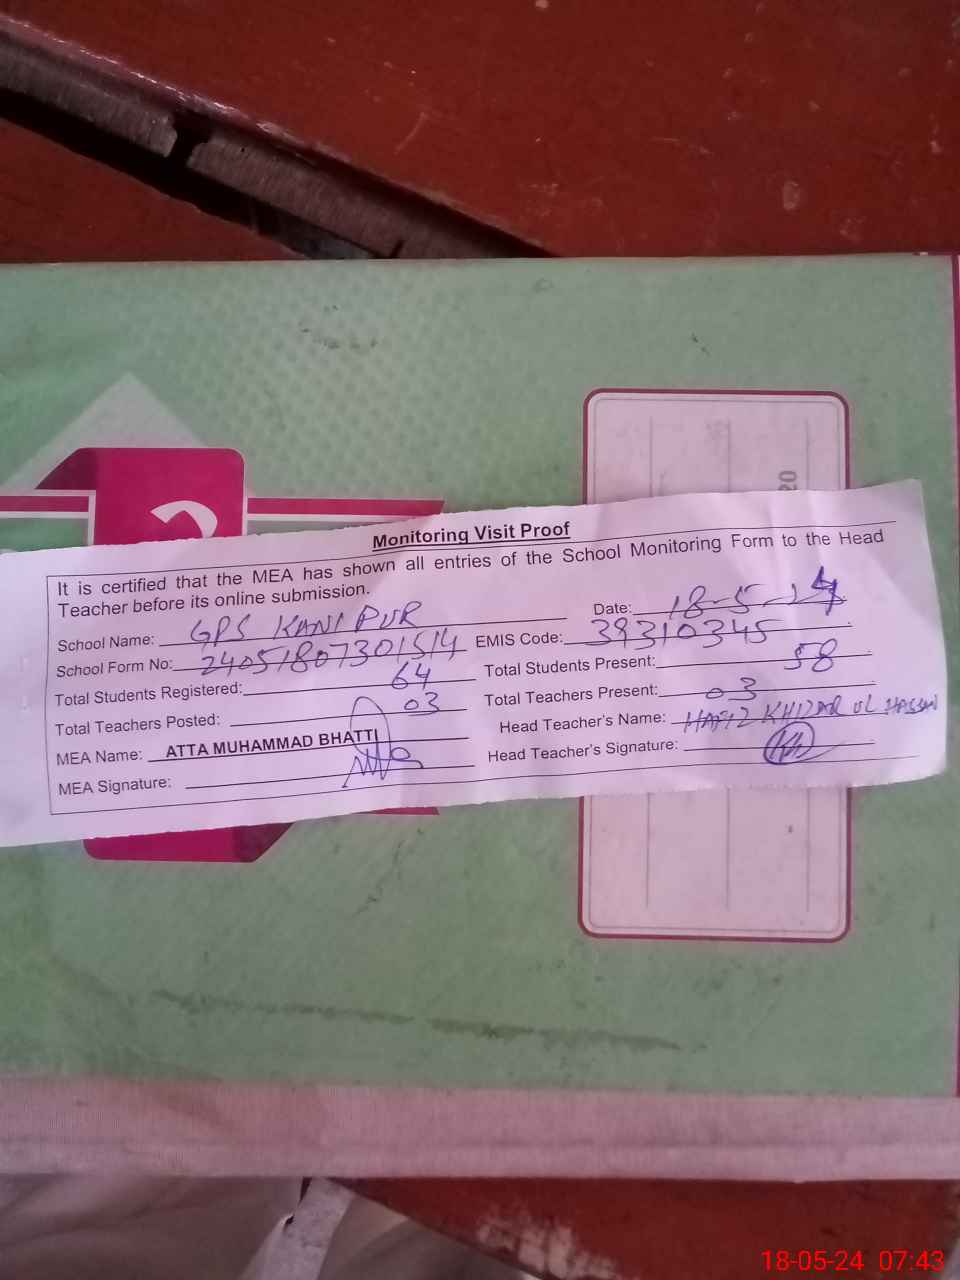 20
Monitoring Visit Proof
It is certified that the MEA has shown all entries of the School Monitoring Form to the Head
Teacher before its online submission.
School Name: GPS KANI PUR Date: 18-5-24
School Form No: 24051807301514 EMIS Code: 39310345
Total Students Registered: 64 Total Students Present: 58
Total Teachers Posted: 03 Total Teachers Present: 03
MEA Name: ATTA MUHAMMAD BHATTI Head Teacher's Name: HAFIZ KHIZAR UL HASSAN
MEA Signature: Head Teacher's Signature:
18-05-24 07:43